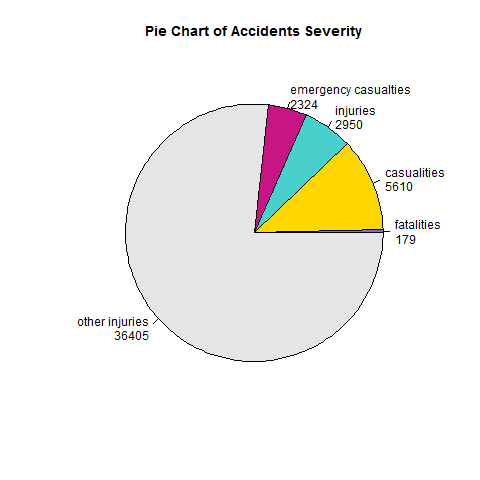 Pie Chart of Accidents Severity
emergency casualties
2324
injuries
2950
casualities
5610
fatalities
179
other injuries
36405